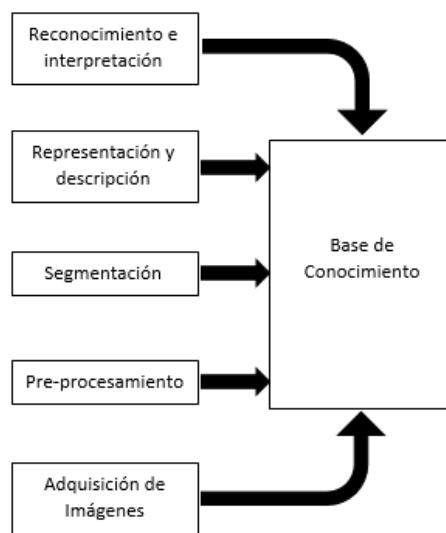 Reconocimiento e
interpretación
Representación y
descripción
Segmentación
Base de
Conocimiento
Pre-procesamiento
Adquisición de
Imágenes